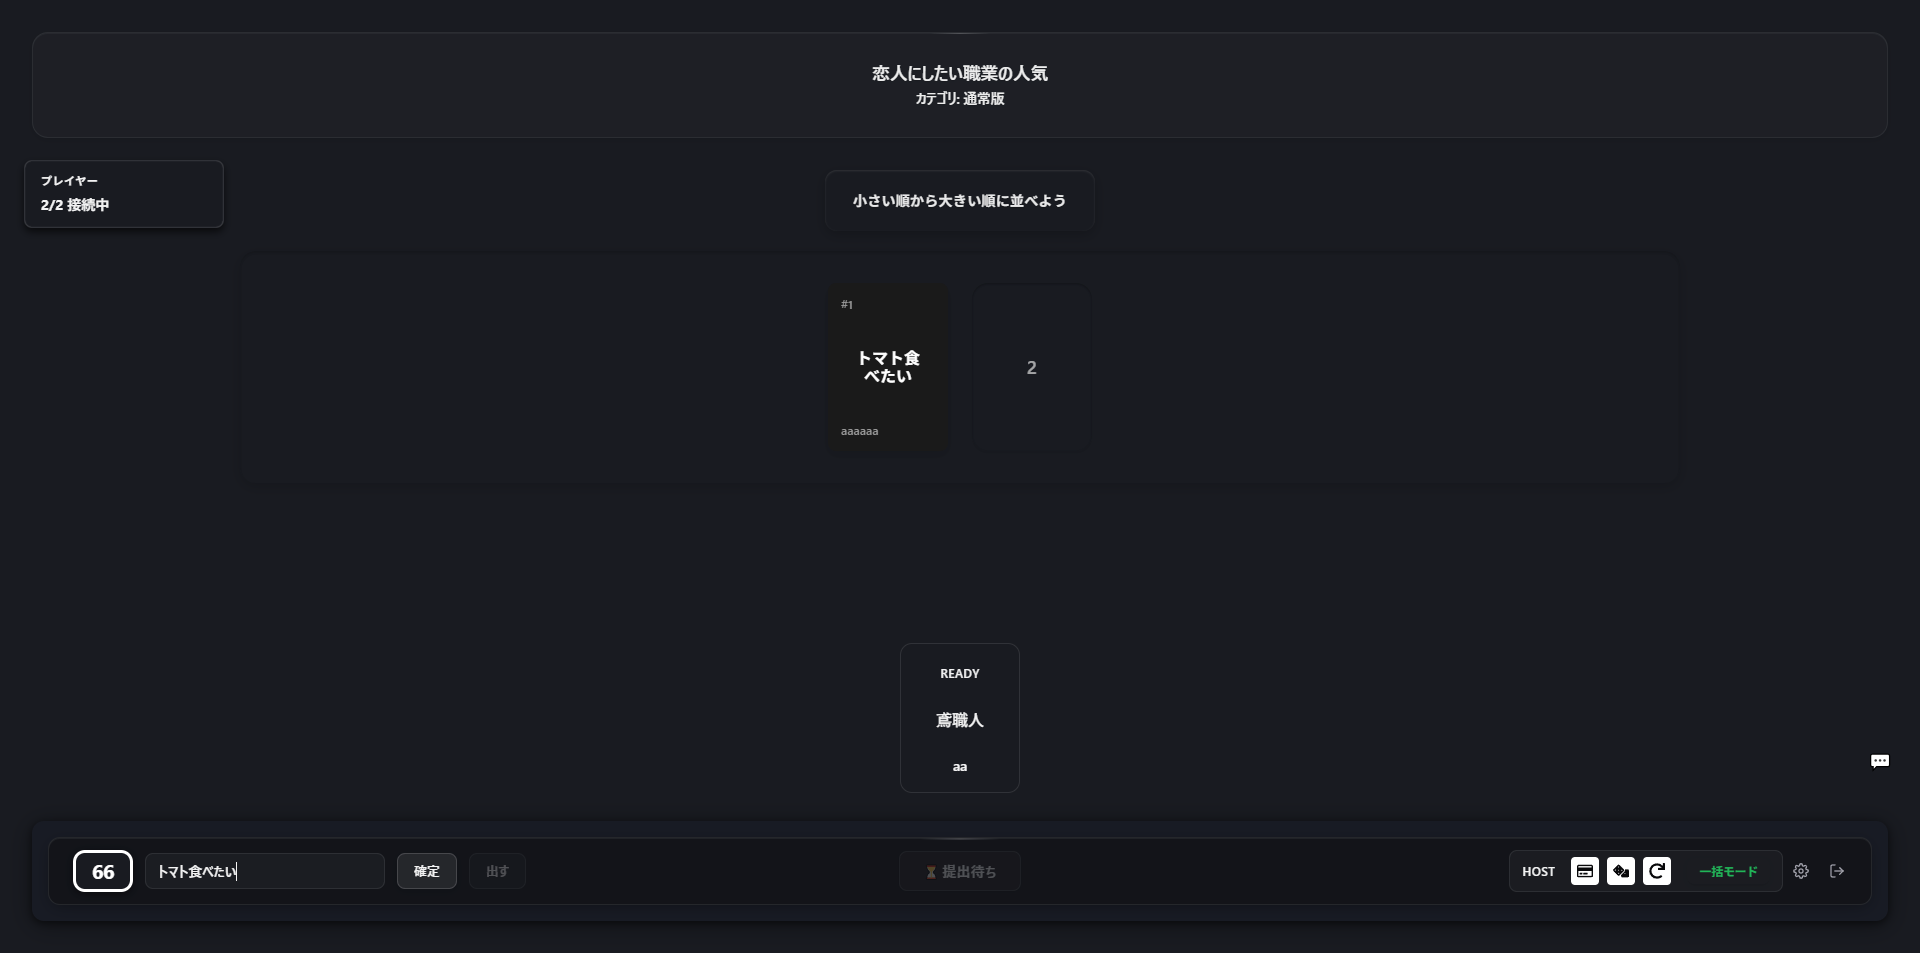 恋人にしたい職業の人気
カテゴリ: 通常版
プレイヤー
2/2 接続中
小さい順から大きい順に並べよう
#1
トマト食
べたい
aaaaaa
2
READY
鳶職人
aa
66
トマト食べたい
確定
出す
⏳ 提出待ち
HOST
一括モード